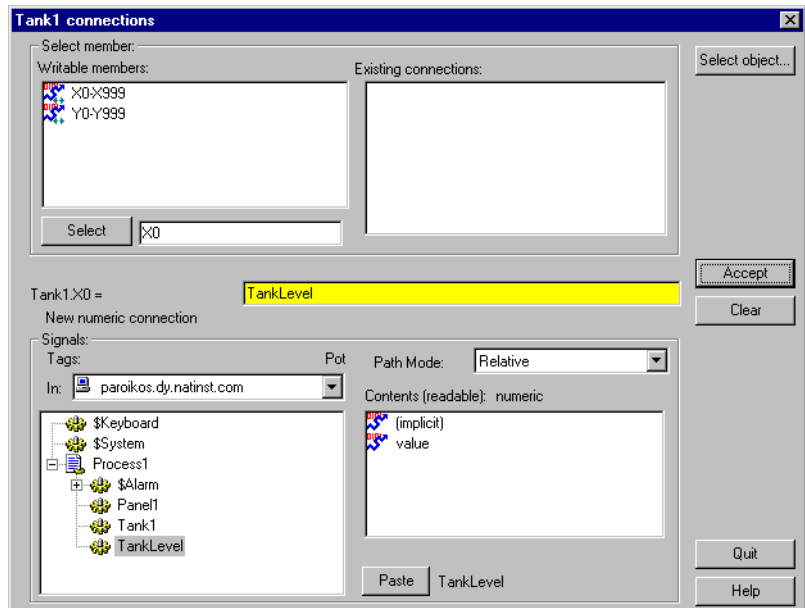 Tank1 connections
Select member:
Writable members:
Existing connections:
Select object...
X0-X999
Y0-Y999
Select
X0
Accept
Tank1.X0 =
TankLevel
Clear
New numeric connection
Signals:
Tags:
Pot
Path Mode:
Relative
In:
paroikos.dy.natinst.com
Contents (readable): numeric
$Keyboard
$System
Process1
$Alarm
Panel1
Tank1
TankLevel
(implicit)
value
Quit
Paste
TankLevel
Help